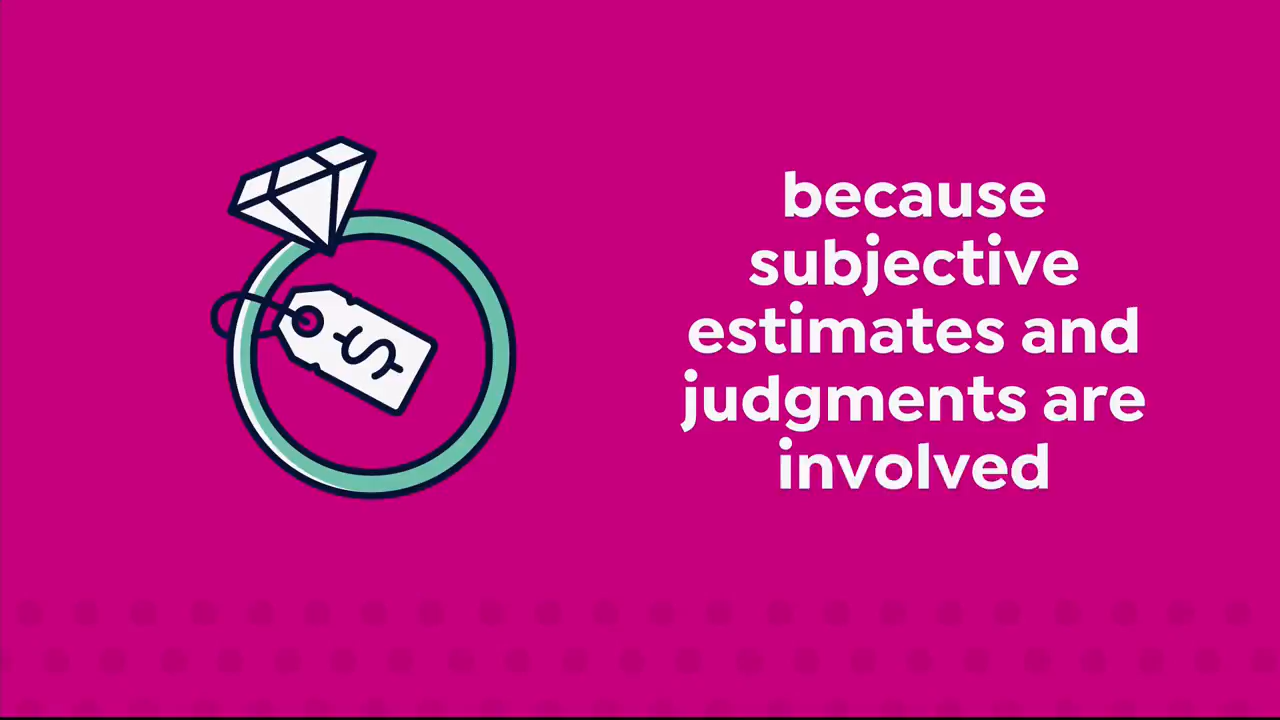 $
because
subjective
estimates and
judgments are
involved